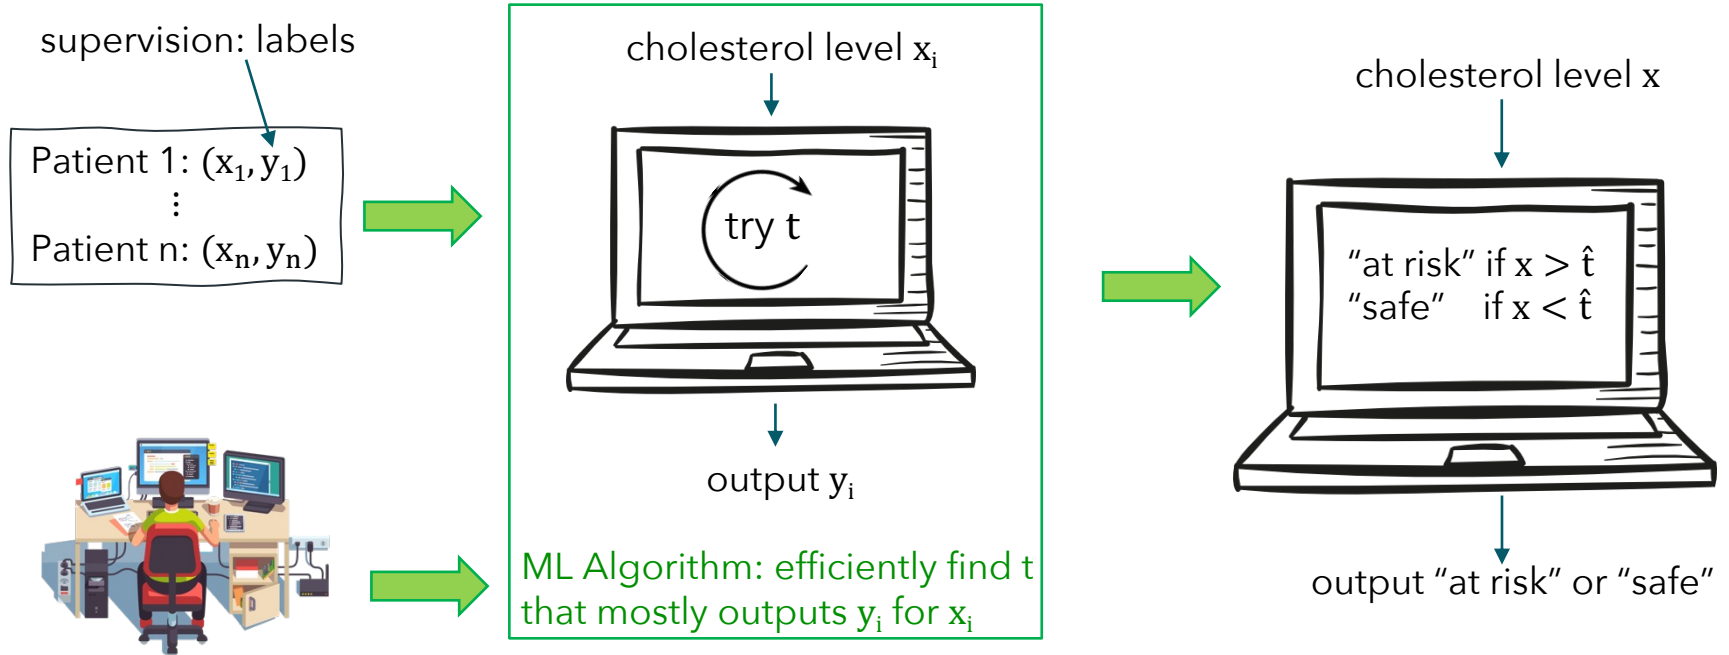 supervision: labels
Patient 1: (x₁, y₁)
⋮
Patient n: (xₙ, yₙ)
cholesterol level xᵢ
try t
output yᵢ
ML Algorithm: efficiently find t
that mostly outputs yᵢ for xᵢ
cholesterol level x
“at risk” if x > t̂
“safe” if x < t̂
output “at risk” or “safe”